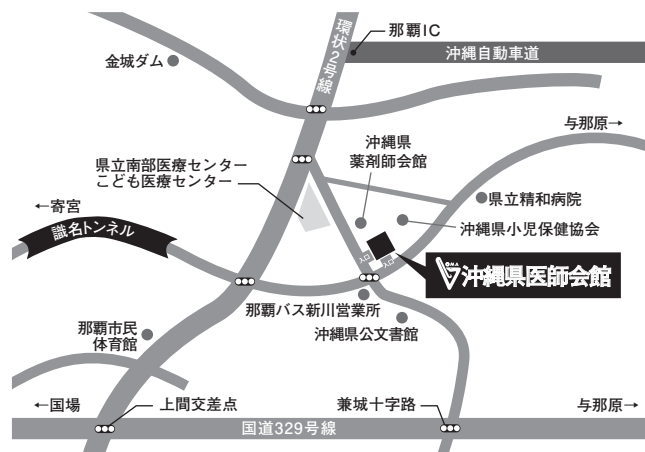 那覇IC
環状2号線
沖縄自動車道
金城ダム
与那原→
沖縄県
薬剤師会館
県立南部医療センター
こども医療センター
県立精和病院
←寄宮
沖縄県小児保健協会
識名トンネル
入口
入口
OMA
沖縄県医師会館
那覇バス新川営業所
沖縄県公文書館
那覇市民
体育館
←国場
上間交差点
兼城十字路
与那原→
国道329号線